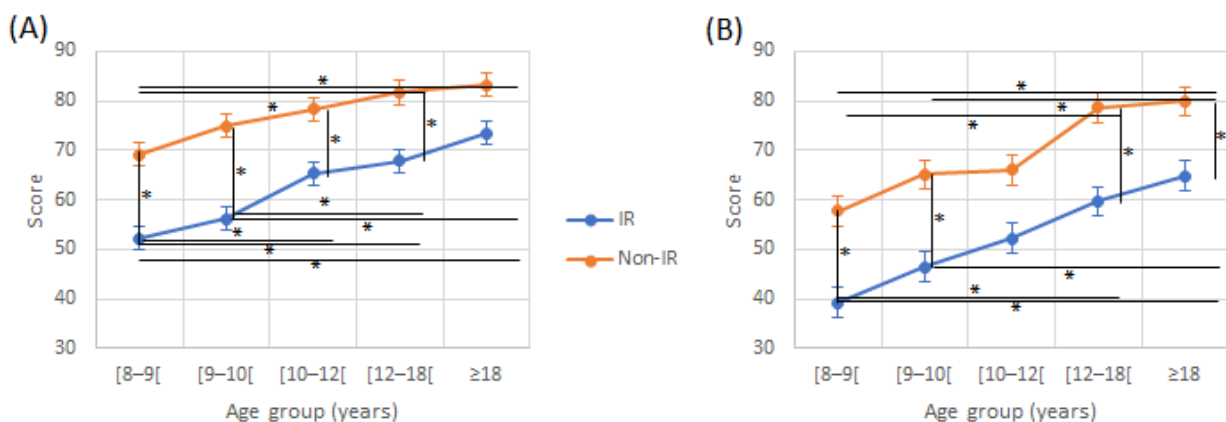 (A)
90
80
70
60
50
40
30
Score
* * * * * * * * * * * *
[8–9[ [9–10[ [10–12[ [12–18[ ≥18
Age group (years)
IR
Non-IR
(B)
90
80
70
60
50
40
30
Score
* * * * * * * * * *
[8–9[ [9–10[ [10–12[ [12–18[ ≥18
Age group (years)